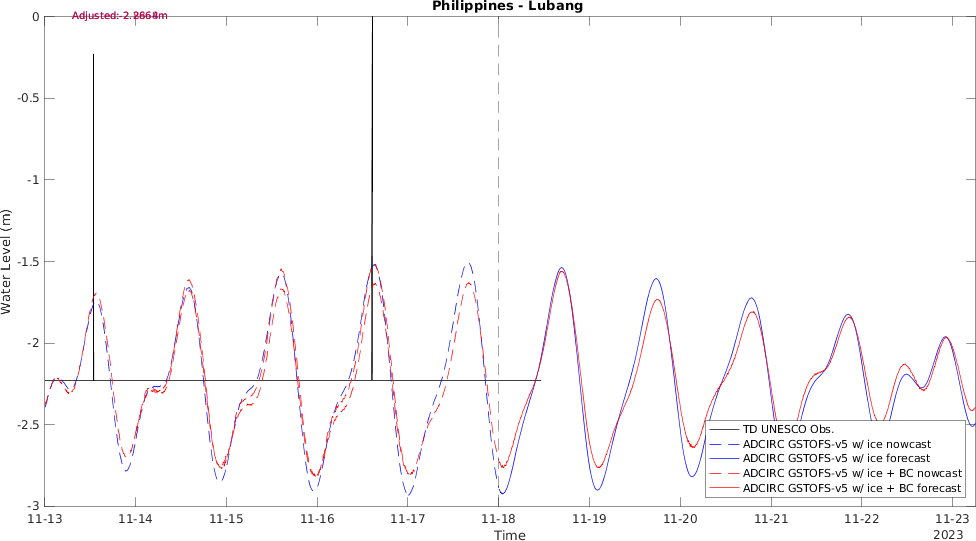 Philippines - Lubang
Adjusted:
0
-0.5
-1
-1.5
-2
-2.5
-3
Water Level (m)
11-13 11-14 11-15 11-16 11-17 11-18 11-19 11-20 11-21 11-22 11-23
2023
Time
TD UNESCO Obs.
ADCIRC GSTOFS-v5 w/ ice nowcast
ADCIRC GSTOFS-v5 w/ ice forecast
ADCIRC GSTOFS-v5 w/ ice + BC nowcast
ADCIRC GSTOFS-v5 w/ ice + BC forecast